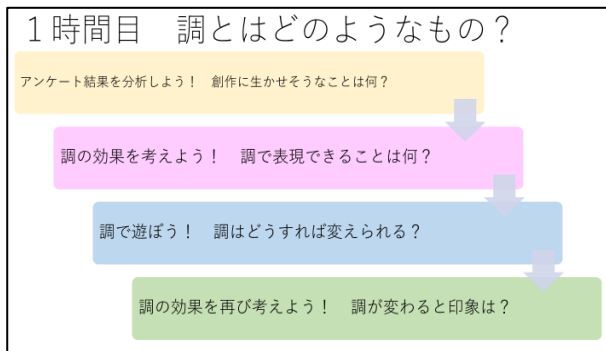 １時間目　調とはどのようなもの？
アンケート結果を分析しよう！　創作に生かせそうなことは何？
調の効果を考えよう！　調で表現できることは何？
調で遊ぼう！　調はどうすれば変えられる？
調の効果を再び考えよう！　調が変わると印象は？